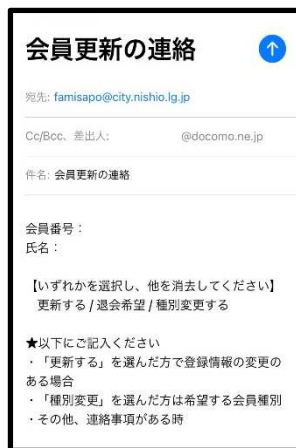 会員更新の連絡
宛先: famisapo@city.nishio.lg.jp
Cc/Bcc、差出人: @docomo.ne.jp
件名: 会員更新の連絡
会員番号：
氏名：
【いずれかを選択し、他を消去してください】
更新する / 退会希望 / 種別変更する
★以下にご記入ください
・「更新する」を選んだ方で登録情報の変更の
ある場合
・「種別変更」を選んだ方は希望する会員種別
・その他、連絡事項がある時